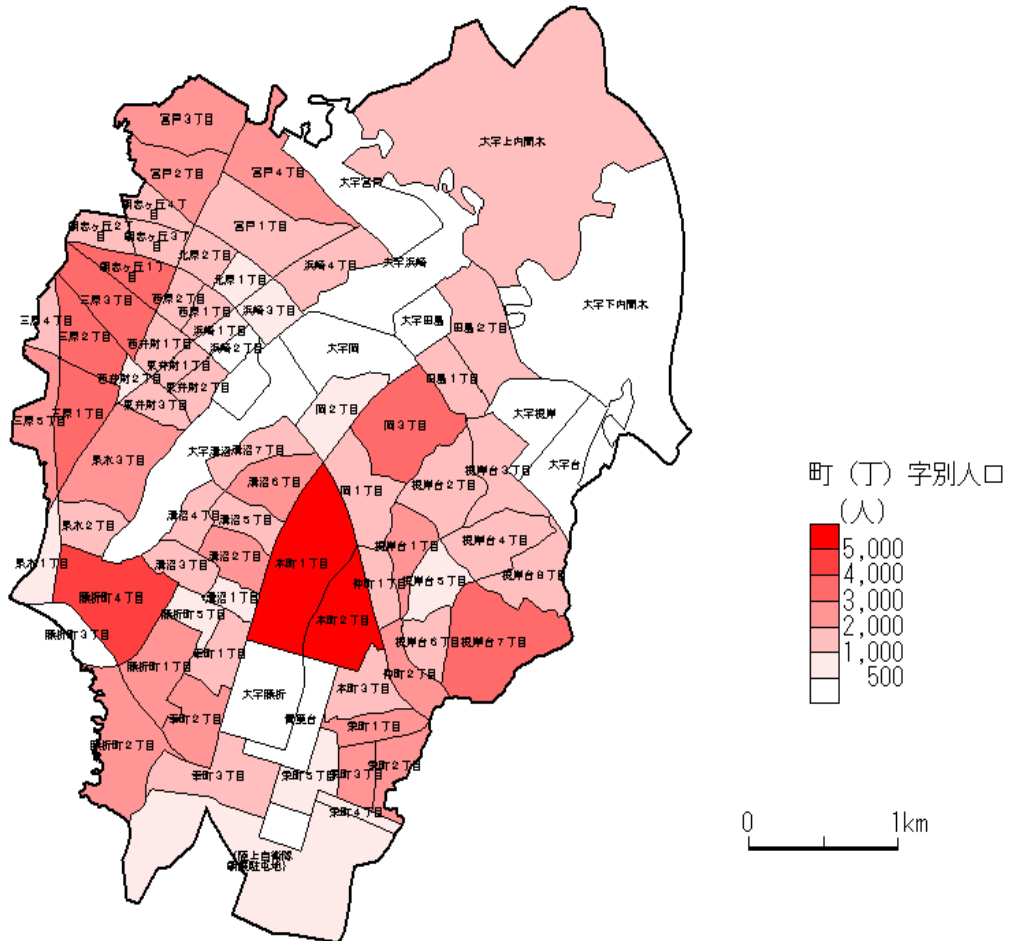 宮戸3丁目
宮戸2丁目
宮戸4丁目
大字宮戸
大字上内間木
朝志ヶ丘4丁
目
朝志ヶ丘2丁
目
朝志ヶ丘3丁
目
宮戸1丁目
北原2丁目
浜崎4丁目
大字浜崎
朝志ヶ丘1丁
目
北原1丁目
三原3丁目
西原2丁目
西原1丁目
浜崎3丁目
大字下内間木
三原4丁目
三原2丁目
浜崎1丁目
浜崎2丁目
大字田島
田島2丁目
西弁財1丁目
東弁財1丁目
大字岡
西弁財2丁目
東弁財2丁目
田島1丁目
東弁財3丁目
三原1丁目
三原5丁目
岡2丁目
岡3丁目
大字根岸
泉水3丁目
大字溝沼
溝沼7丁目
根岸台3丁目
大字台
溝沼6丁目
岡1丁目
根岸台2丁目
泉水2丁目
溝沼4丁目
溝沼5丁目
根岸台1丁目
根岸台4丁目
泉水1丁目
溝沼3丁目
溝沼2丁目
本町1丁目
仲町1丁目
根岸台5丁目
根岸台8丁目
膝折町4丁目
溝沼1丁目
膝折町5丁目
本町2丁目
膝折町3丁目
幸町1丁目
根岸台6丁目
根岸台7丁目
膝折町1丁目
仲町2丁目
本町3丁目
大字膝折
青葉台
幸町2丁目
栄町1丁目
膝折町2丁目
栄町2丁目
幸町3丁目
栄町5丁目
栄町3丁目
栄町4丁目
(陸上自衛隊
朝霞駐屯地)
町（丁）字別人口
(人)
5,000
4,000
3,000
2,000
1,000
500
0 1km